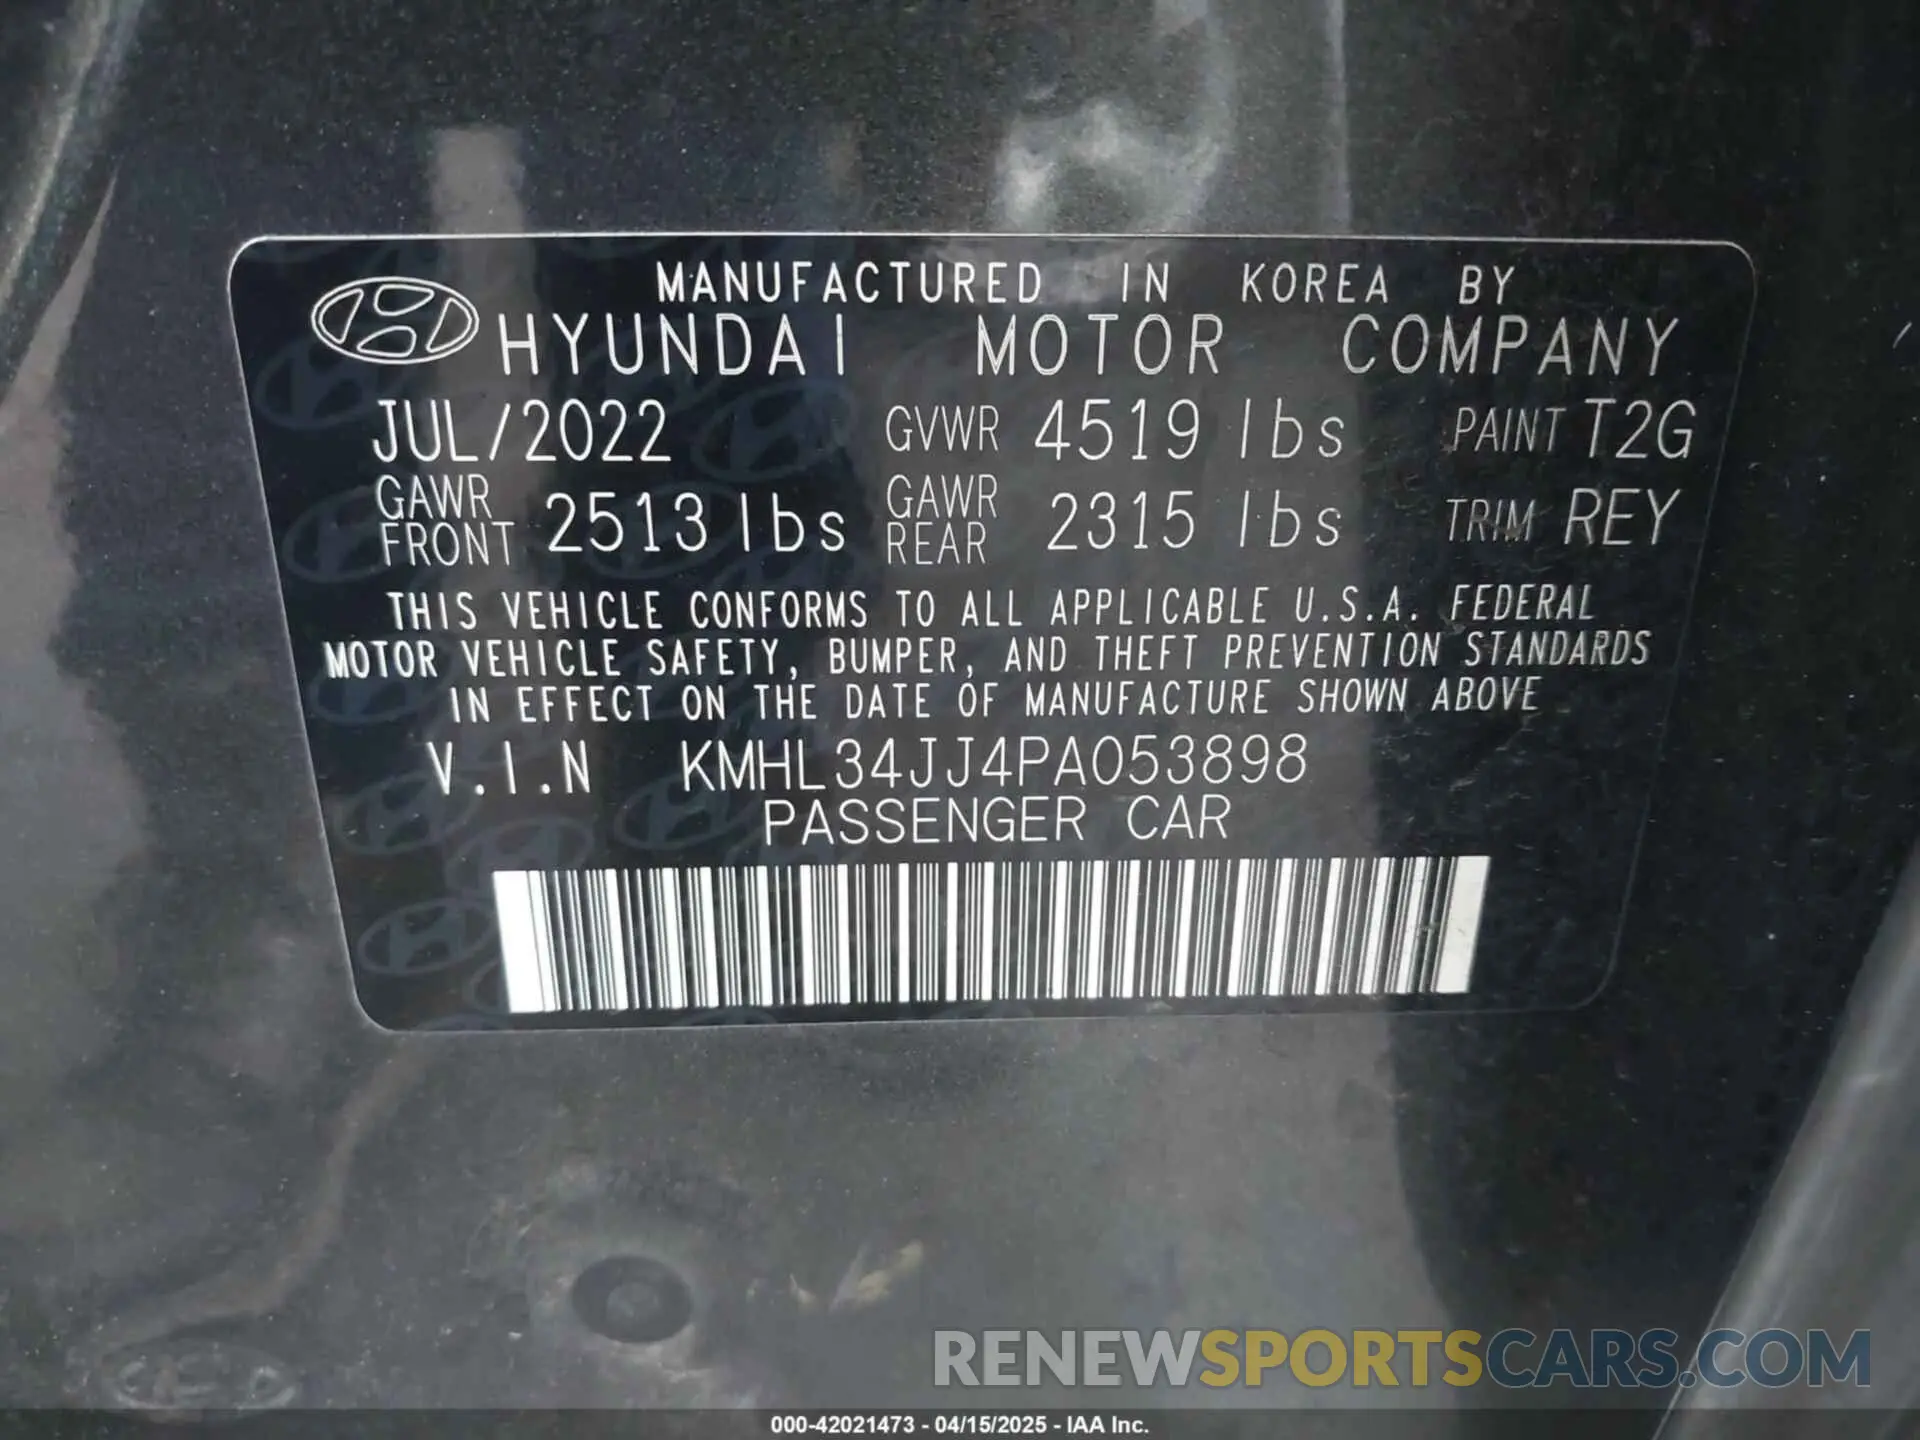 MANUFACTURED IN KOREA BY
HYUNDAI MOTOR COMPANY
JUL/2022 GVWR 4519 lbs PAINT T2G
GAWR FRONT 2513 lbs GAWR REAR 2315 lbs TRIM REY
THIS VEHICLE CONFORMS TO ALL APPLICABLE U.S.A. FEDERAL
MOTOR VEHICLE SAFETY, BUMPER, AND THEFT PREVENTION STANDARDS
IN EFFECT ON THE DATE OF MANUFACTURE SHOWN ABOVE
V.I.N KMHL34JJ4PA053898
PASSENGER CAR
RENEWSPORTSCARS.COM
000-42021473 - 04/15/2025 - IAA Inc.